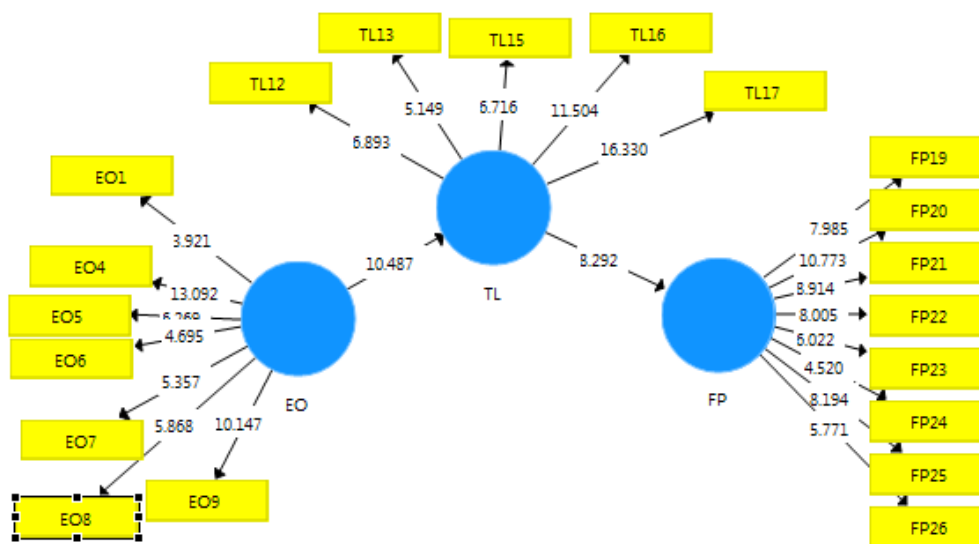 TL13
TL15
TL16
TL12
TL17
5.149
6.716
11.504
6.893
16.330
EO1
FP19
3.921
7.985
FP20
EO4
10.487
TL
8.292
10.773
FP21
13.092
8.914
EO5
8.005
FP22
4.695
6.022
EO6
FP23
5.357
4.520
EO
FP
8.194
FP24
5.868
10.147
5.771
EO7
FP25
EO9
EO8
FP26